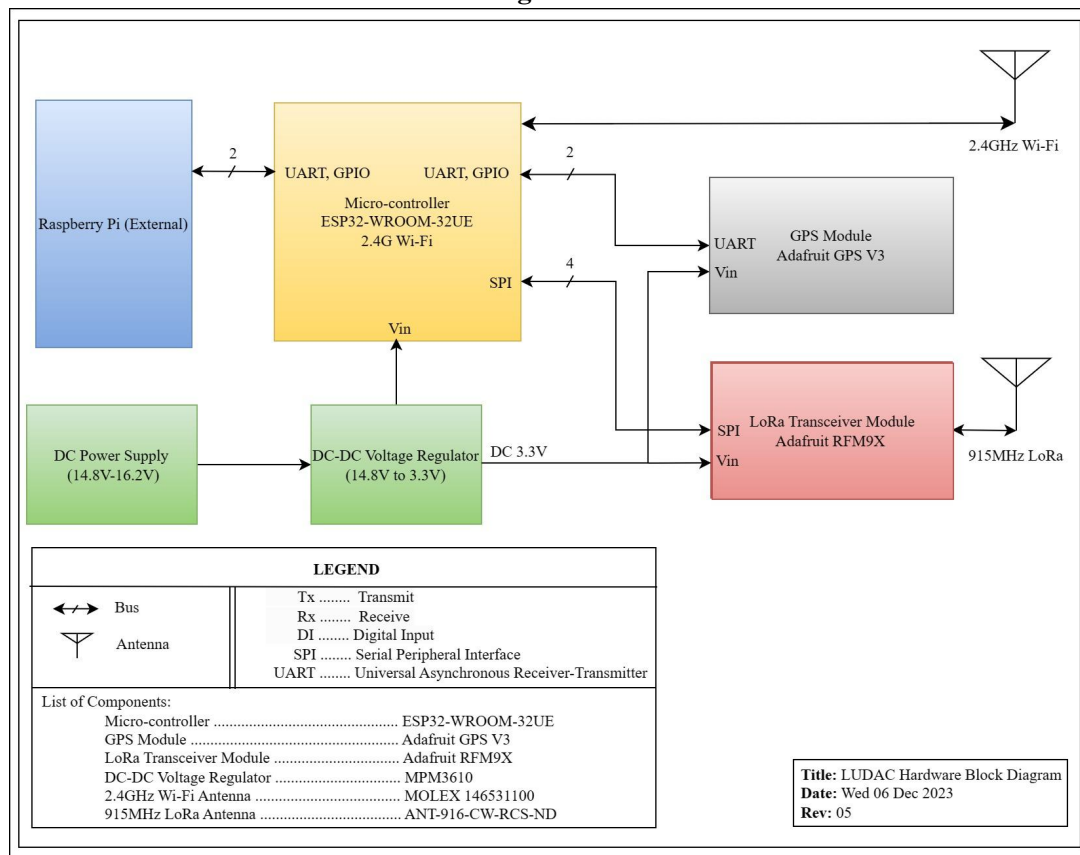 2.4GHz Wi-Fi
Raspberry Pi (External)
2
UART, GPIO
UART, GPIO
Micro-controller
ESP32-WROOM-32UE
2.4G Wi-Fi
SPI
Vin
2
4
UART
Vin
GPS Module
Adafruit GPS V3
LoRa Transceiver Module
Adafruit RFM9X
SPI
Vin
915MHz LoRa
DC Power Supply
(14.8V-16.2V)
DC-DC Voltage Regulator
(14.8V to 3.3V)
DC 3.3V
LEGEND
Bus
Antenna
Tx ........ Transmit
Rx ........ Receive
DI ........ Digital Input
SPI ........ Serial Peripheral Interface
UART ........ Universal Asynchronous Receiver-Transmitter
List of Components:
Micro-controller ............................................. ESP32-WROOM-32UE
GPS Module ................................................... Adafruit GPS V3
LoRa Transceiver Module .............................. Adafruit RFM9X
DC-DC Voltage Regulator .............................. MPM3610
2.4GHz Wi-Fi Antenna ................................... MOLEX 146531100
915MHz LoRa Antenna .................................. ANT-916-CW-RCS-ND
Title: LUDAC Hardware Block Diagram
Date: Wed 06 Dec 2023
Rev: 05